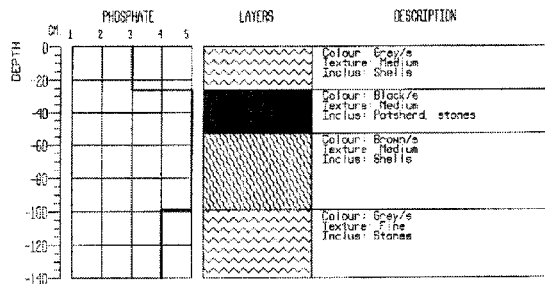 PHOSPHATE LAYERS DESCRIPTION
CM. 1 2 3 4 5
DEPTH
0
-20
-40
-60
-80
-100
-120
-140
Colour: Grey/s
Texture: Medium
Inclus: Shells
Colour: Black/s
Texture: Medium
Inclus: Potsherd, stones
Colour: Brown/s
Texture: Medium
Inclus: Shells
Colour: Grey/s
Texture: Fine
Inclus: Stones